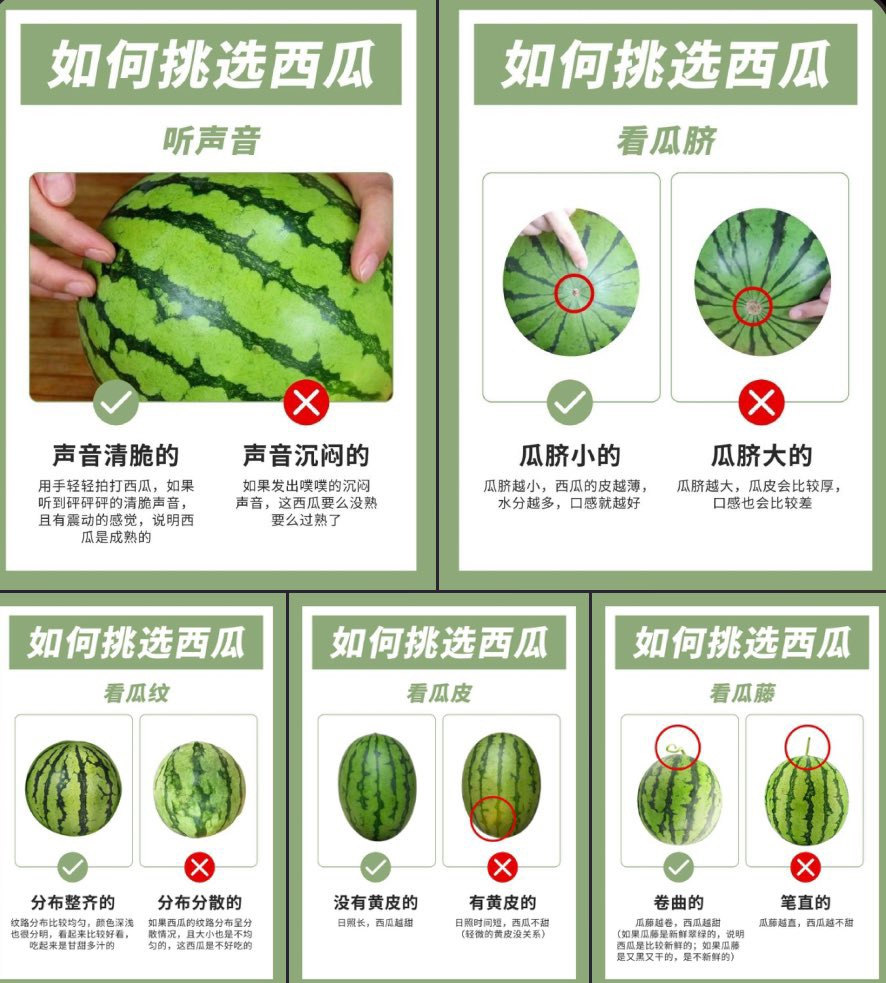 如何挑选西瓜
听声音
声音清脆的
用手轻轻拍打西瓜，如果
听到砰砰砰的清脆声音，
且有震动的感觉，说明西
瓜是成熟的
声音沉闷的
如果发出噗噗的沉闷
声音，这西瓜要么没熟
要么过熟了
如何挑选西瓜
看瓜脐
瓜脐小的
瓜脐越小，西瓜的皮越薄，
水分越多，口感就越好
瓜脐大的
瓜脐越大，瓜皮会比较厚，
口感也会比较差
如何挑选西瓜
看瓜纹
分布整齐的
纹路分布比较均匀，颜色深浅
也很分明，看起来比较好看，
吃起来是甘甜多汁的
分布分散的
如果西瓜的纹路分布呈分
散情况，且大小也是不均
匀的，这西瓜是不好吃的
如何挑选西瓜
看瓜皮
没有黄皮的
日照长，西瓜越甜
有黄皮的
日照时间短，西瓜不甜
（轻微的黄皮没关系）
如何挑选西瓜
看瓜藤
卷曲的
瓜藤越卷，西瓜越甜
（如果瓜藤是新鲜翠绿的，说明
西瓜是比较新鲜的；如果瓜藤
是又黑又干的，是不新鲜的）
笔直的
瓜藤越直，西瓜越不甜